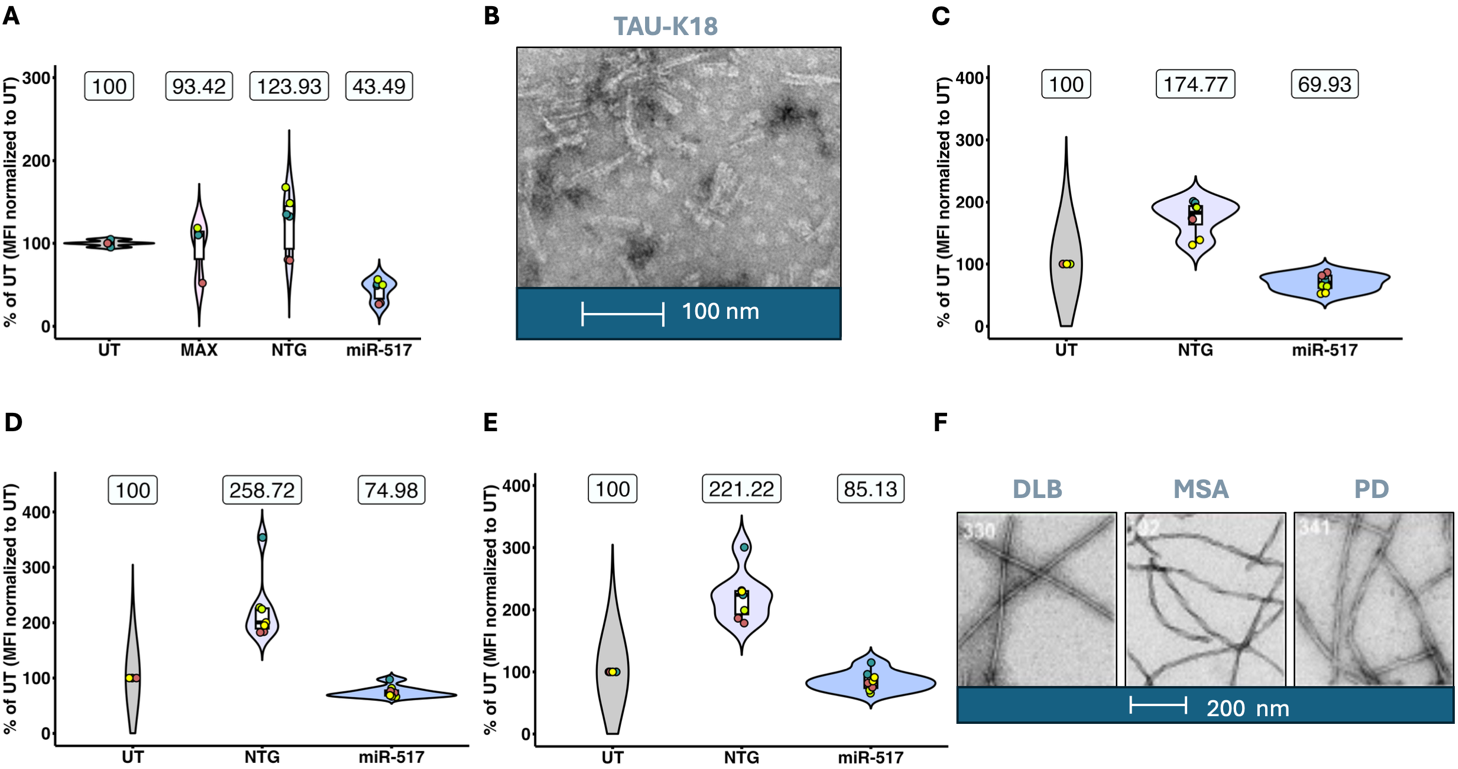 A
% of UT (MFI normalized to UT)
300
200
100
0
100
93.42
123.93
43.49
UT
MAX
NTG
miR-517
B
TAU-K18
100 nm
C
% of UT (MFI normalized to UT)
400
300
200
100
0
100
174.77
69.93
UT
NTG
miR-517
D
% of UT (MFI normalized to UT)
400
300
200
100
0
100
258.72
74.98
UT
NTG
miR-517
E
% of UT (MFI normalized to UT)
400
300
200
100
0
100
221.22
85.13
UT
NTG
miR-517
F
DLB
MSA
PD
330
341
200 nm